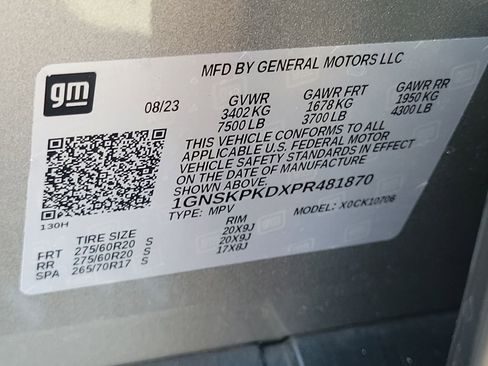 gm
MFD BY GENERAL MOTORS LLC
08/23 GVWR GAWR FRT GAWR RR
3402 KG 1678 KG 1950 KG
7500 LB 3700 LB 4300 LB
THIS VEHICLE CONFORMS TO ALL
APPLICABLE U.S. FEDERAL MOTOR
VEHICLE SAFETY STANDARDS IN EFFECT
ON THE DATE OF MANUFACTURE
SHOWN ABOVE.
1GNSKPKDXPR481870
TYPE: MPV MODEL: X0CK10706
130H
TIRE SIZE RIM
FRT 275/60R20 S 20X9J
RR 275/60R20 S 20X9J
SPA 265/70R17 S 17X8J